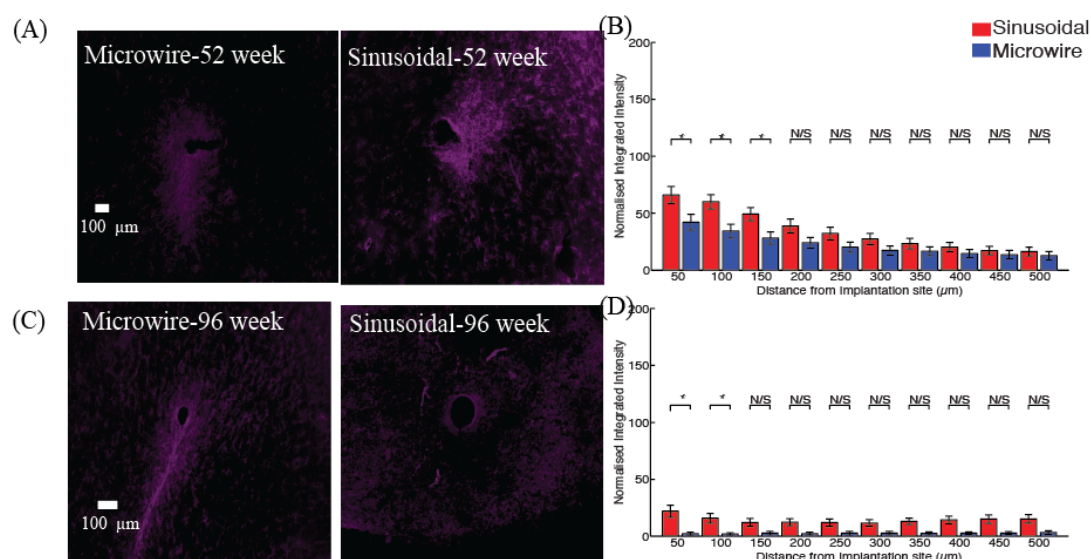 (A)
Microwire-52 week
100 µm
Sinusoidal-52 week
(B)
Sinusoidal
Microwire
Normalised Integrated Intensity
200
150
100
50
0
* * * N/S N/S N/S N/S N/S N/S N/S
50 100 150 200 250 300 350 400 450 500
Distance from Implantation site (µm)
(C)
Microwire-96 week
100 µm
Sinusoidal-96 week
(D)
Normalised Integrated Intensity
200
150
100
50
0
* * N/S N/S N/S N/S N/S N/S N/S N/S
50 100 150 200 250 300 350 400 450 500
Distance from Implantation site (µm)